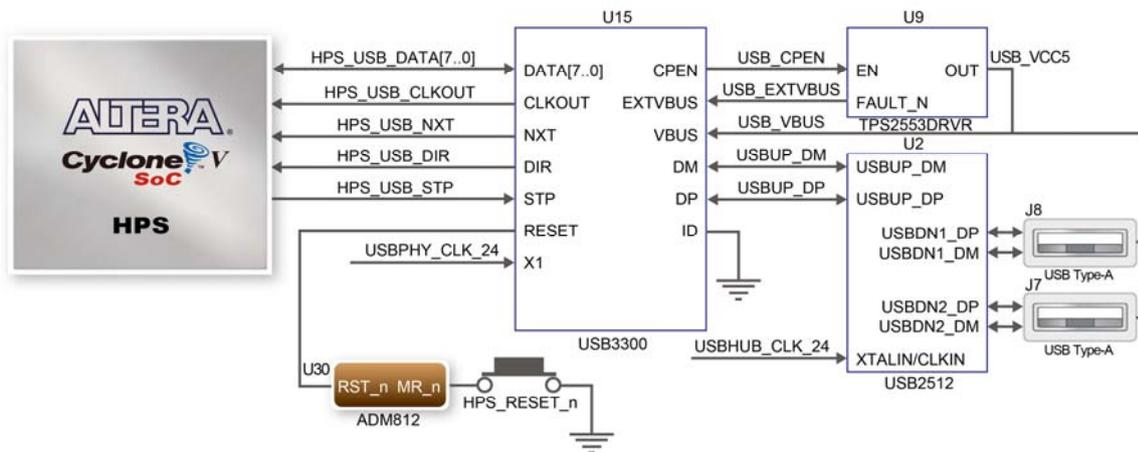 U15
U9
HPS_USB_DATA[7..0]
DATA[7..0]
CPEN
USB_CPEN
EN
OUT
USB_VCC5
HPS_USB_CLKOUT
CLKOUT
EXTVBUS
USB_EXTVBUS
FAULT_N
ALTERA®
HPS_USB_NXT
NXT
VBUS
USB_VBUS
TPS2553DRVR
U2
Cyclone™ V
SoC
HPS_USB_DIR
DIR
DM
USBUP_DM
USBUP_DM
HPS_USB_STP
STP
DP
USBUP_DP
USBUP_DP
HPS
RESET
ID
USBDN1_DP
J8
USBPHY_CLK_24
X1
USBDN1_DM
USB Type-A
J7
USBDN2_DP
USBDN2_DM
USB3300
USBHUB_CLK_24
XTALIN/CLKIN
USB Type-A
USB2512
U30
RST_n MR_n
HPS_RESET_n
ADM812